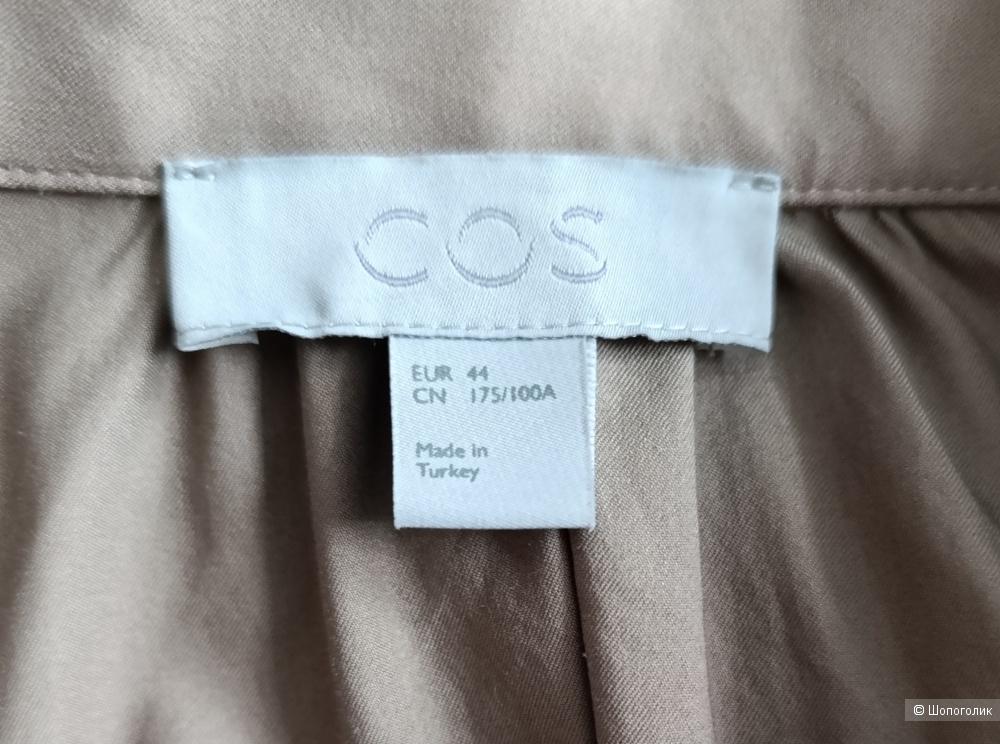 COS
EUR 44
CN 175/100A
Made in
Turkey
© Шопоголик